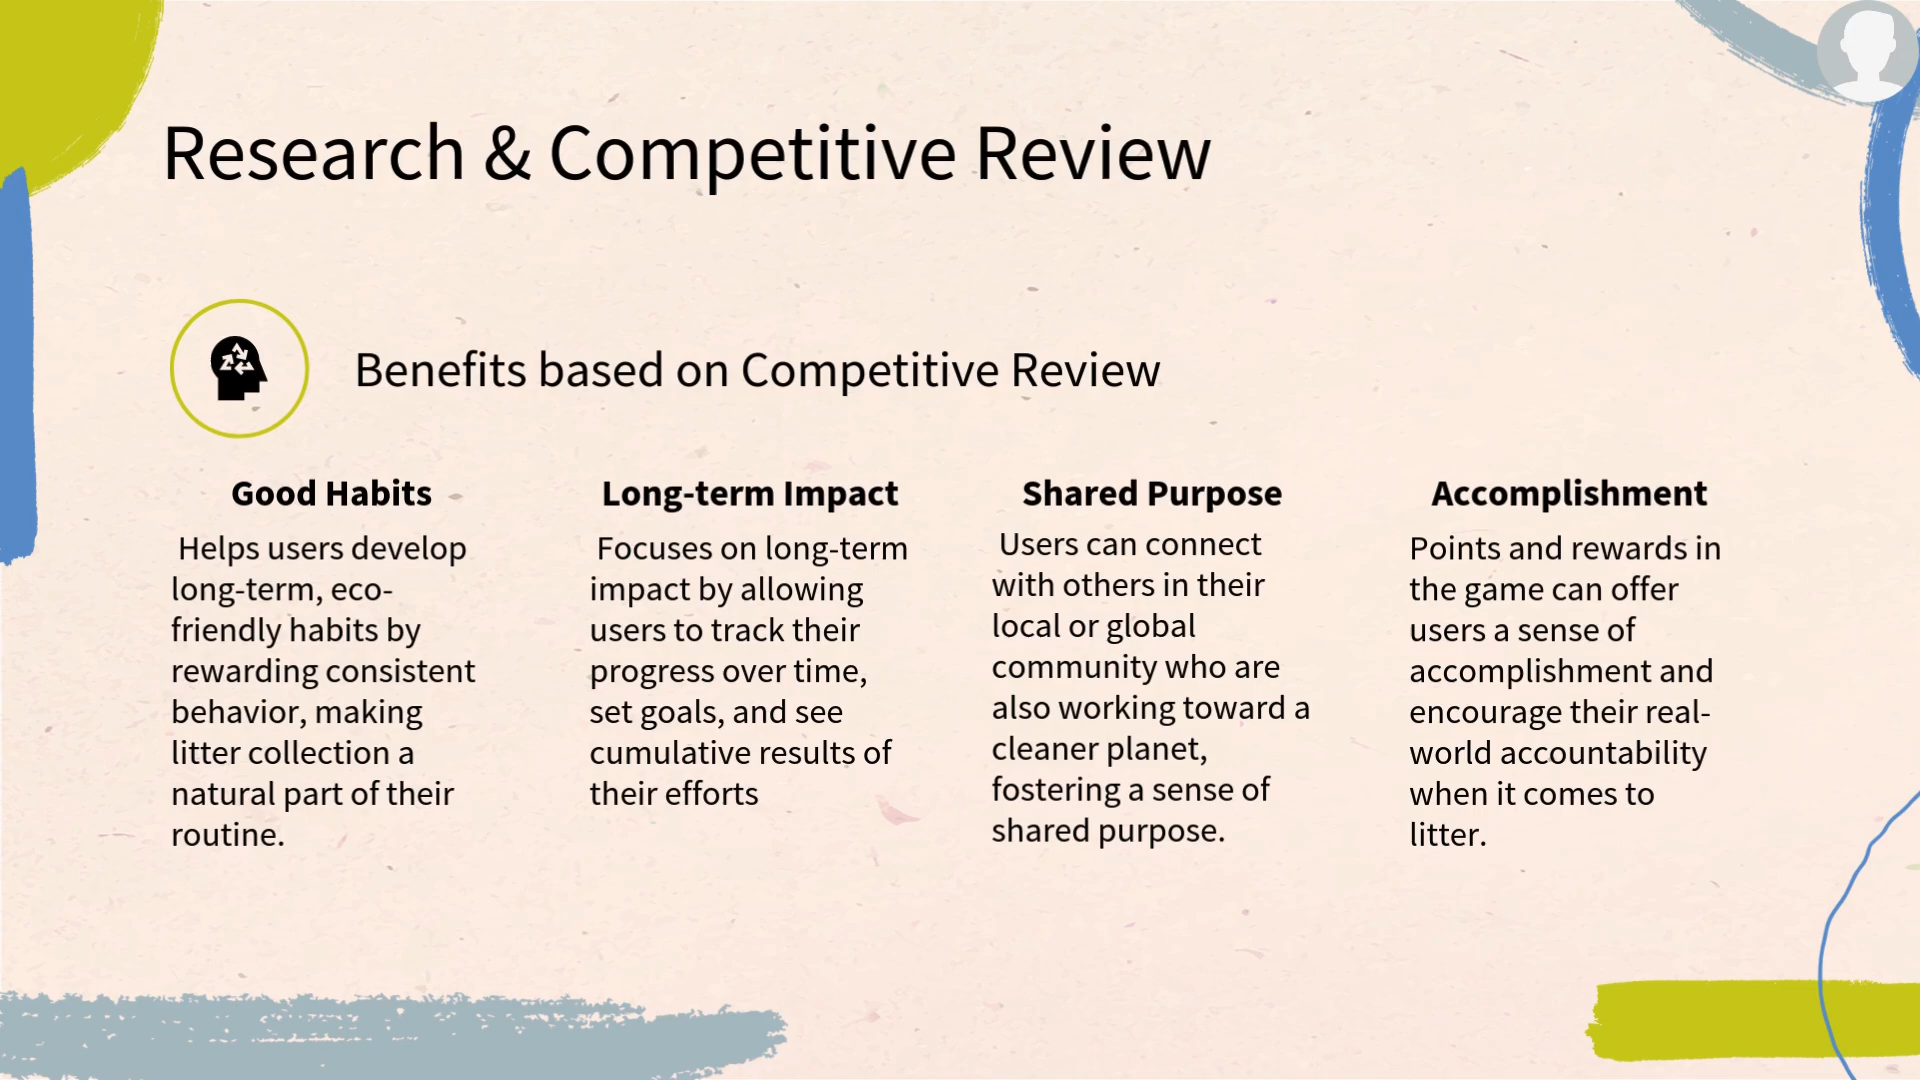 Research & Competitive Review
Benefits based on Competitive Review
Good Habits
Helps users develop
long-term, eco-
friendly habits by
rewarding consistent
behavior, making
litter collection a
natural part of their
routine.
Long-term Impact
Focuses on long-term
impact by allowing
users to track their
progress over time,
set goals, and see
cumulative results of
their efforts
Shared Purpose
Users can connect
with others in their
local or global
community who are
also working toward a
cleaner planet,
fostering a sense of
shared purpose.
Accomplishment
Points and rewards in
the game can offer
users a sense of
accomplishment and
encourage their real-
world accountability
when it comes to
litter.